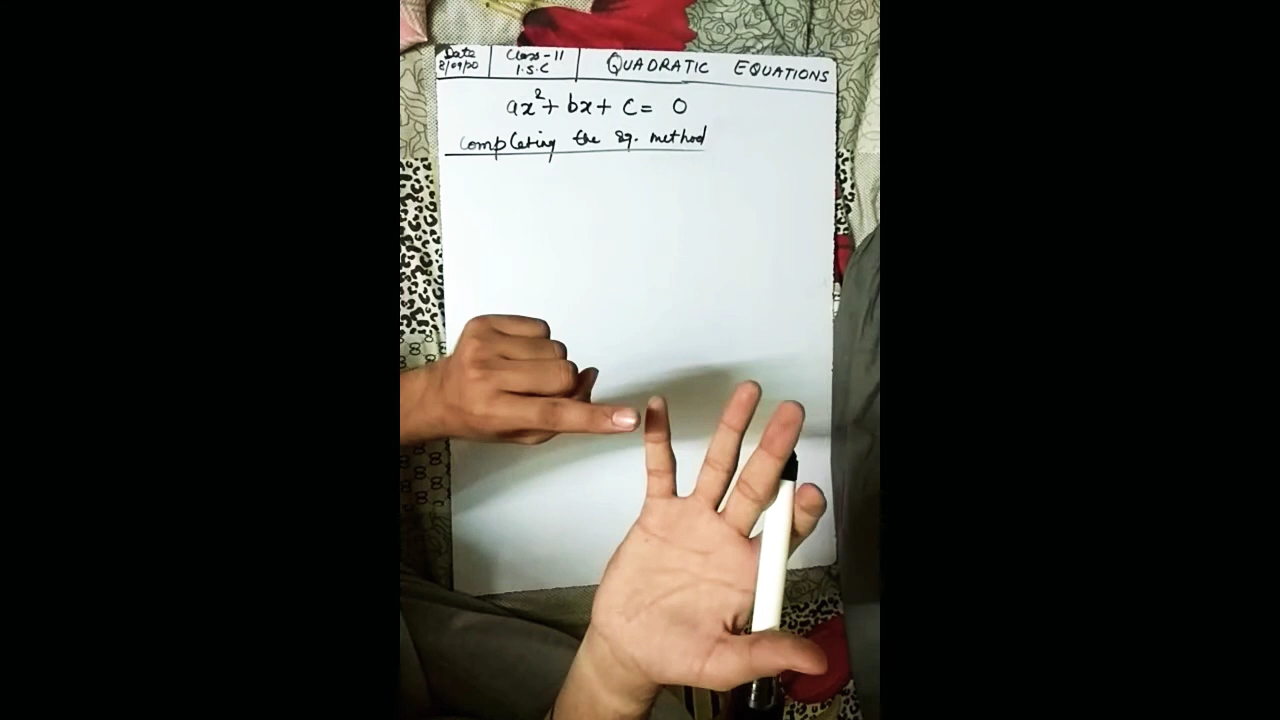 Date 8/09/20 Class-11 I.S.C QUADRATIC EQUATIONS
ax²+ bx + c = 0
completing the sq. method